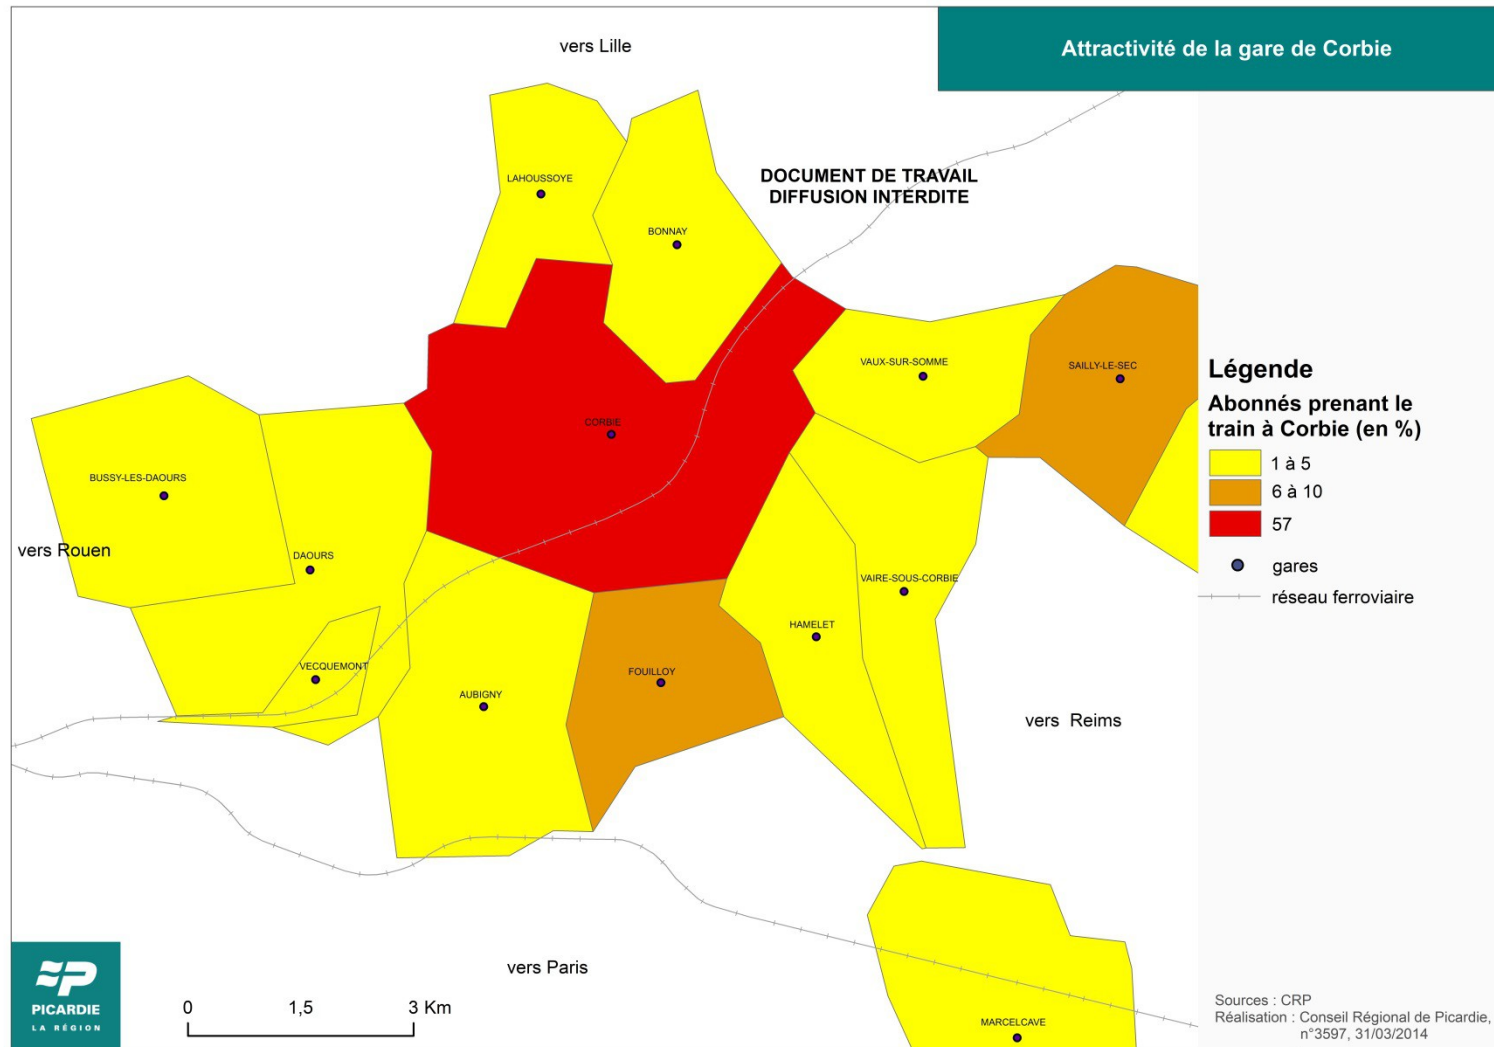 vers Lille
Attractivité de la gare de Corbie
DOCUMENT DE TRAVAIL
DIFFUSION INTERDITE
LAHOUSSOYE
BONNAY
VAUX-SUR-SOMME
SAILLY-LE-SEC
CORBIE
BUSSY-LES-DAOURS
vers Rouen
DAOURS
VAIRE-SOUS-CORBIE
HAMELET
VECQUEMONT
AUBIGNY
FOUILLOY
vers Reims
vers Paris
MARCELCAVE
Légende
Abonnés prenant le
train à Corbie (en %)
1 à 5
6 à 10
57
gares
réseau ferroviaire
PICARDIE
LA RÉGION
0 1,5 3 Km
Sources : CRP
Réalisation : Conseil Régional de Picardie,
n°3597, 31/03/2014